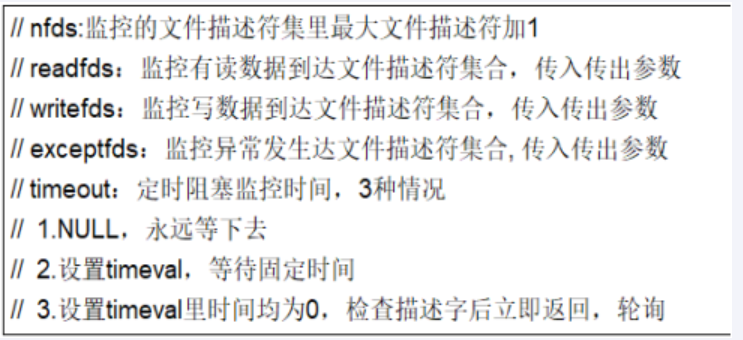 // nfds:监控的文件描述符集里最大文件描述符加1
// readfds：监控有读数据到达文件描述符集合，传入传出参数
// writefds：监控写数据到达文件描述符集合，传入传出参数
// exceptfds：监控异常发生达文件描述符集合, 传入传出参数
// timeout：定时阻塞监控时间，3种情况
// 1.NULL，永远等下去
// 2.设置timeval，等待固定时间
// 3.设置timeval里时间均为0，检查描述字后立即返回，轮询